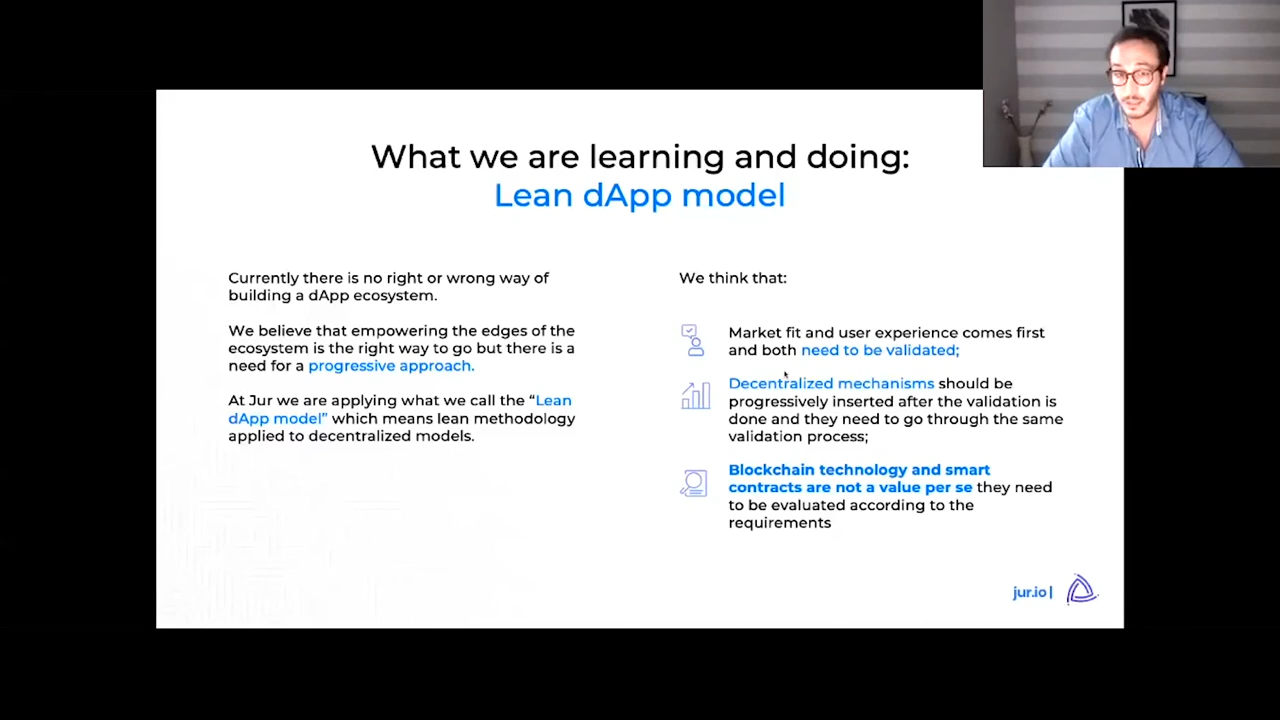 What we are learning and doing:
Lean dApp model
Currently there is no right or wrong way of
building a dApp ecosystem.
We believe that empowering the edges of the
ecosystem is the right way to go but there is a
need for a progressive approach.
At Jur we are applying what we call the “Lean
dApp model” which means lean methodology
applied to decentralized models.
We think that:
Market fit and user experience comes first
and both need to be validated;
Decentralized mechanisms should be
progressively inserted after the validation is
done and they need to go through the same
validation process;
Blockchain technology and smart
contracts are not a value per se they need
to be evaluated according to the
requirements
jur.io |